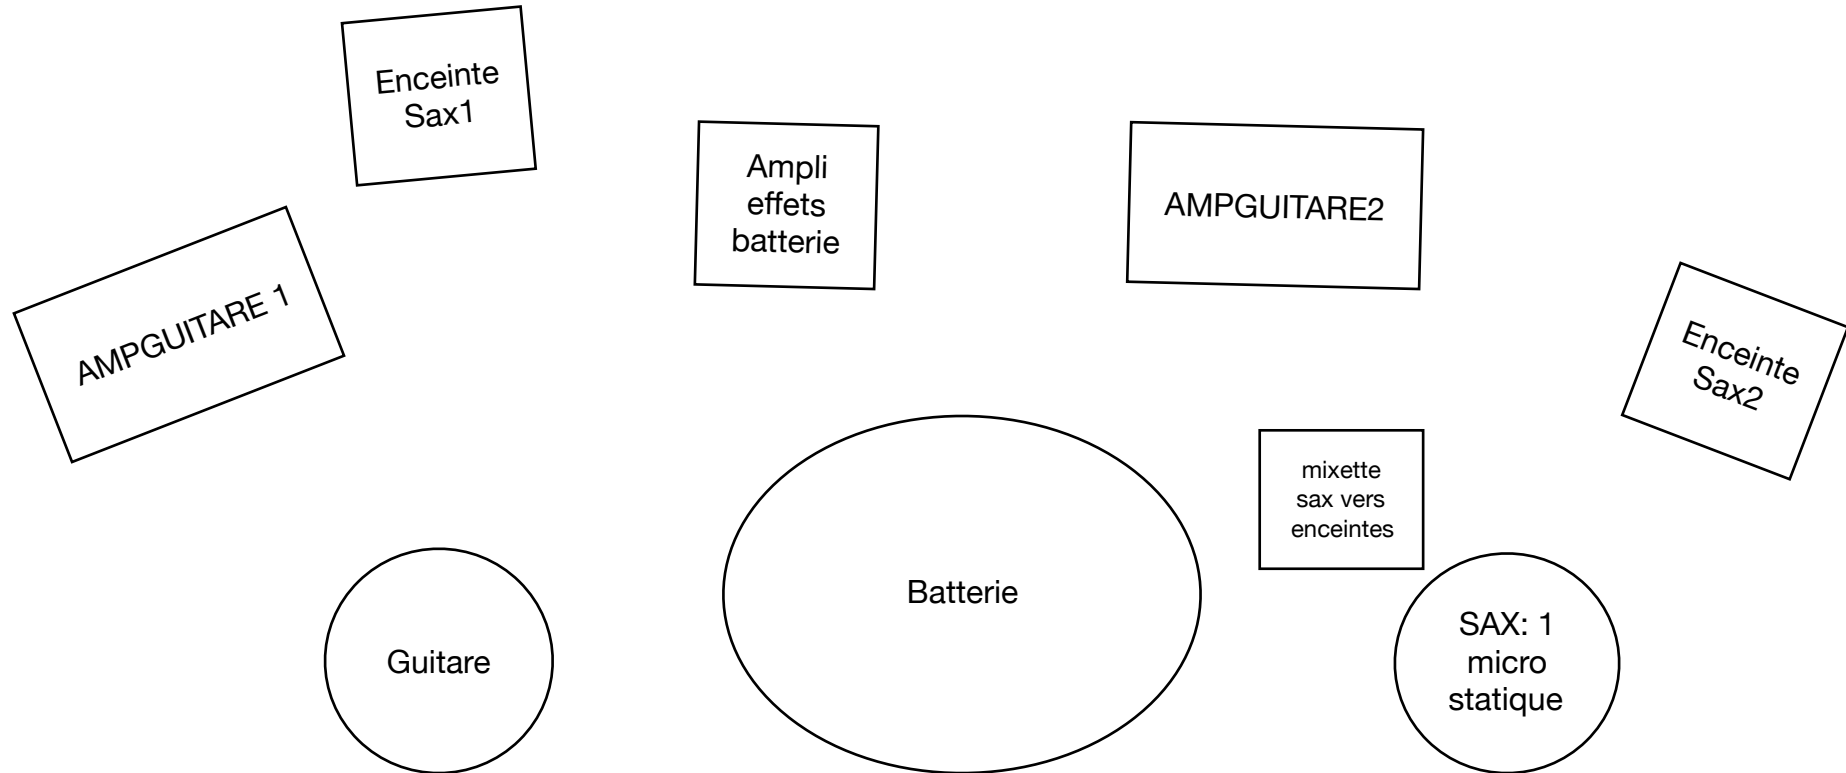 Enceinte
Sax1
Ampli
effets
batterie
AMPGUITARE2
AMPGUITARE 1
Enceinte
Sax2
mixette
sax vers
enceintes
Batterie
Guitare
SAX: 1
micro
statique